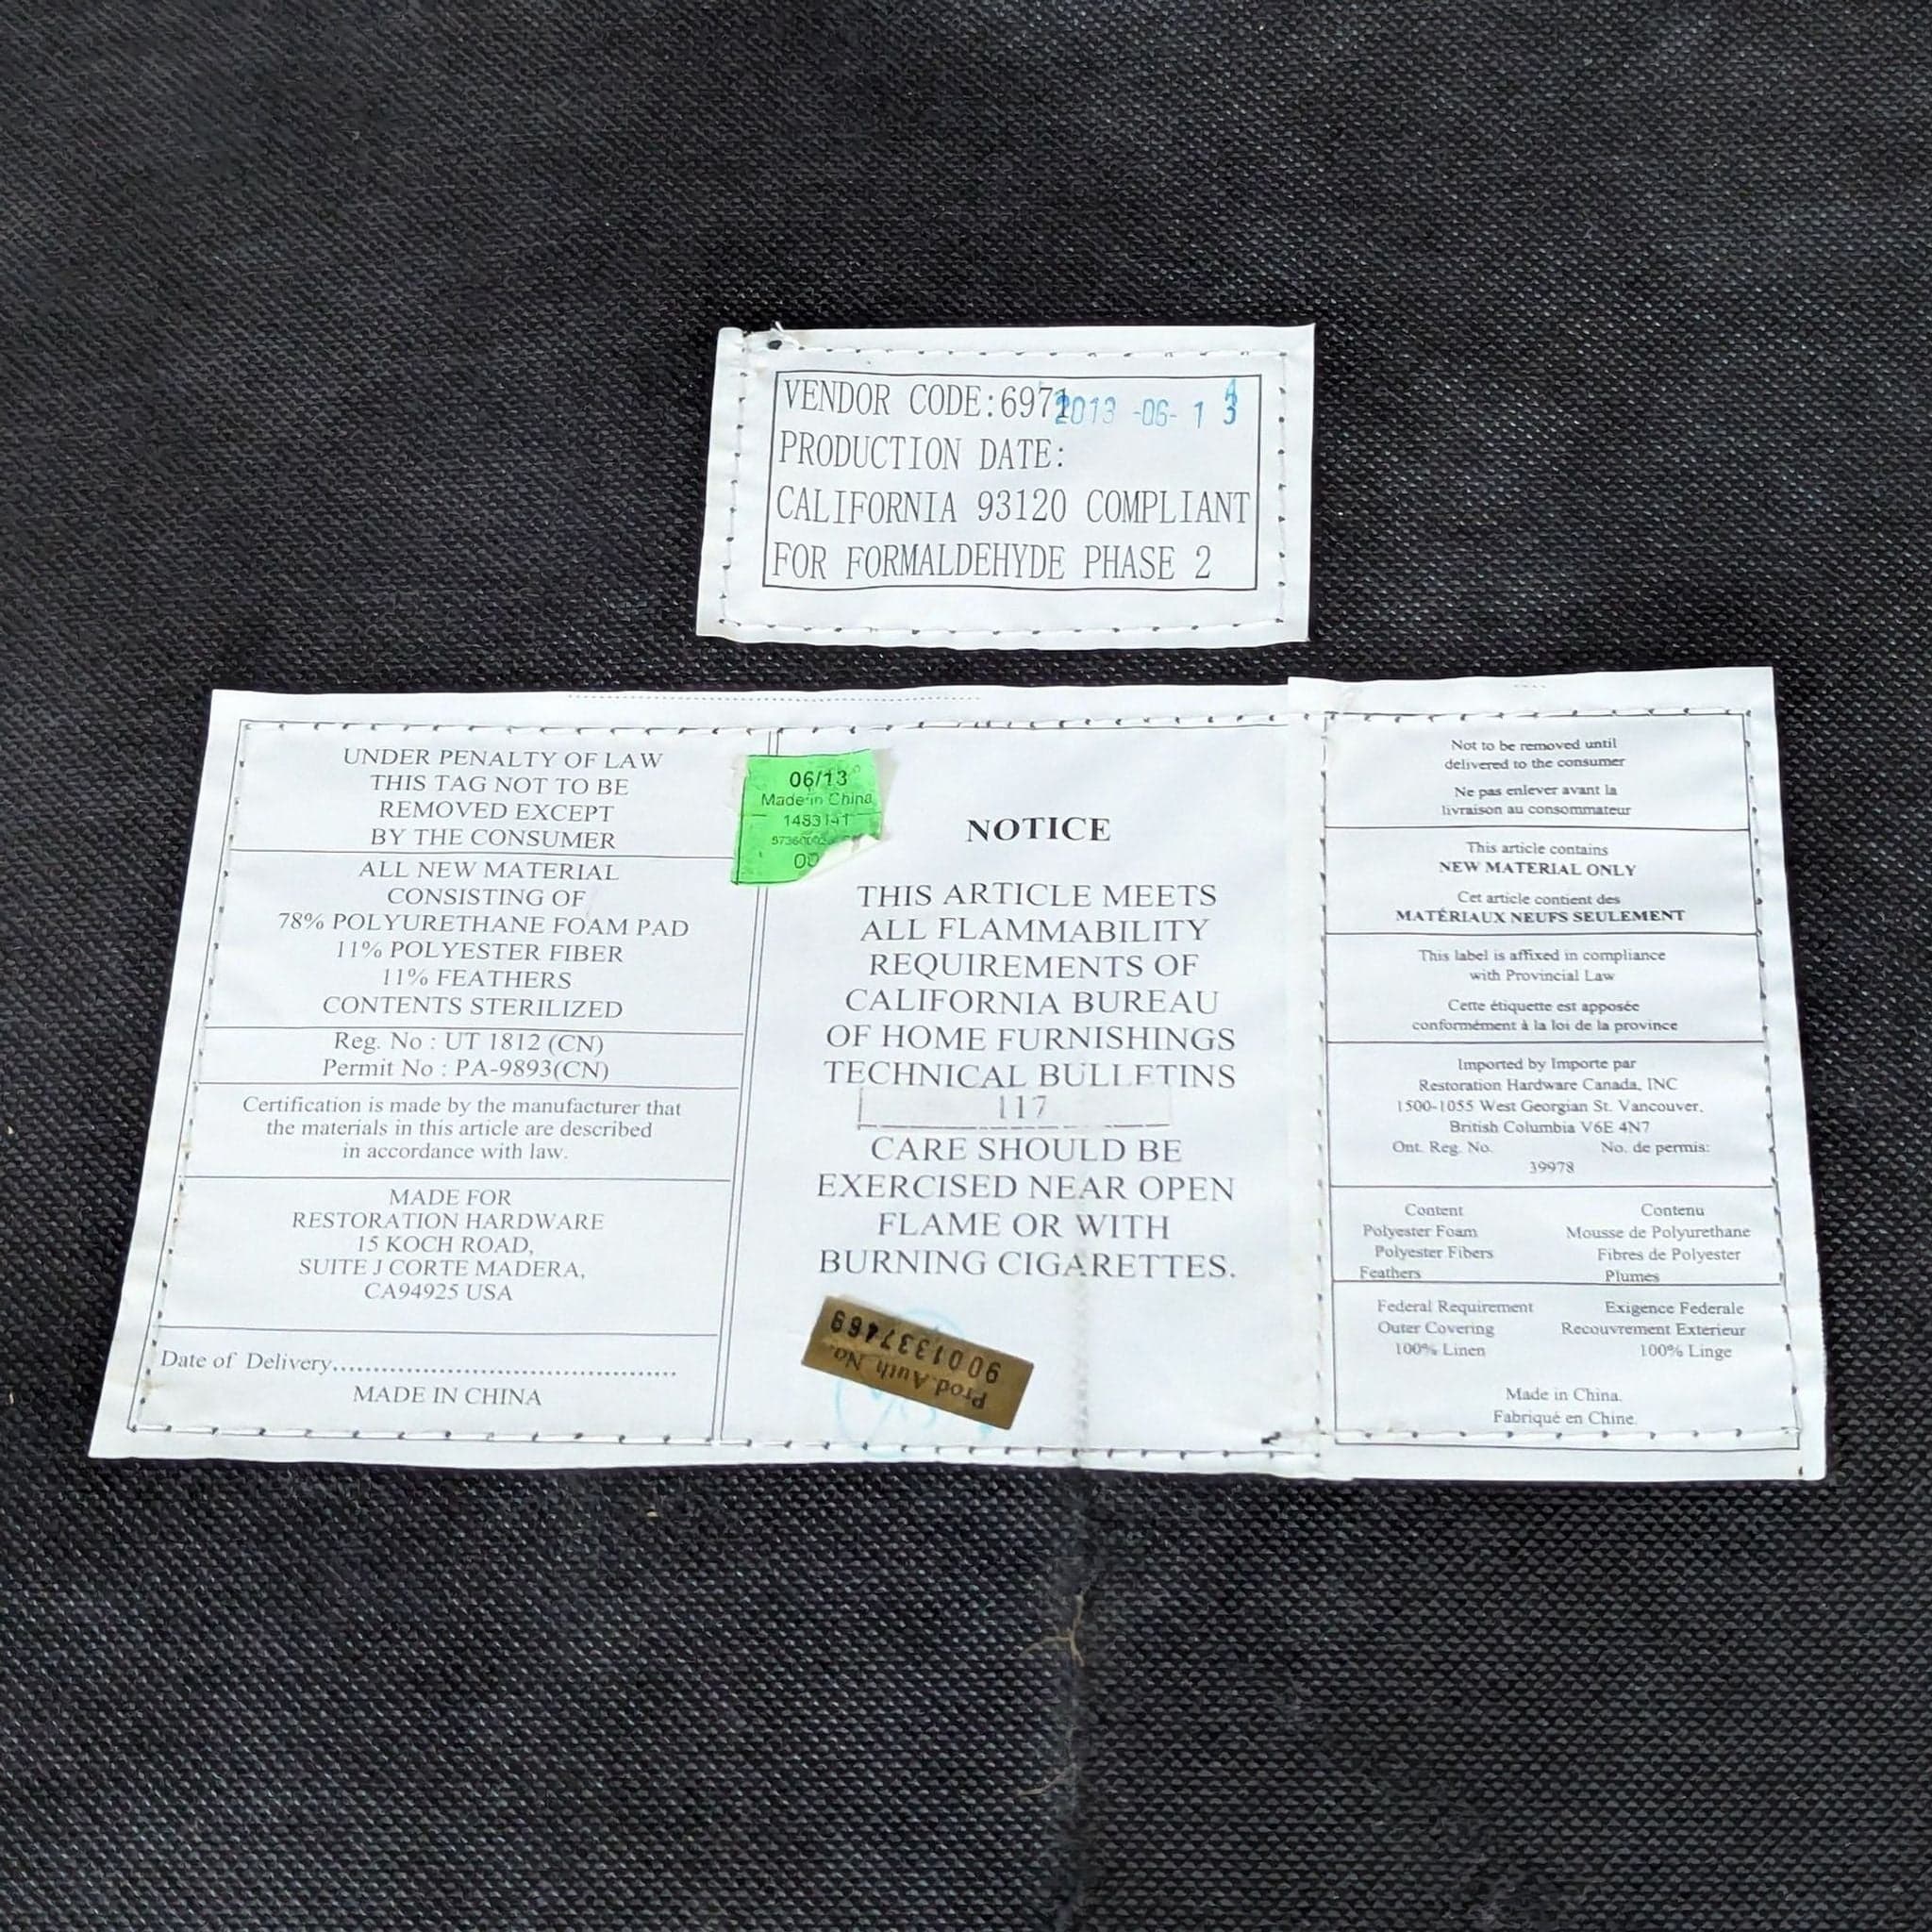 VENDOR CODE:6971 2013 -06- 1
PRODUCTION DATE:
CALIFORNIA 93120 COMPLIANT
FOR FORMALDEHYDE PHASE 2
UNDER PENALTY OF LAW
THIS TAG NOT TO BE
REMOVED EXCEPT
BY THE CONSUMER
ALL NEW MATERIAL
CONSISTING OF
78% POLYURETHANE FOAM PAD
11% POLYESTER FIBER
11% FEATHERS
CONTENTS STERILIZED
Reg. No : UT 1812 (CN)
Permit No : PA-9893(CN)
Certification is made by the manufacturer that
the materials in this article are described
in accordance with law.
MADE FOR
RESTORATION HARDWARE
15 KOCH ROAD,
SUITE J CORTE MADERA,
CA94925 USA
Date of Delivery
MADE IN CHINA
06/13
Made in China
00
NOTICE
THIS ARTICLE MEETS
ALL FLAMMABILITY
REQUIREMENTS OF
CALIFORNIA BUREAU
OF HOME FURNISHINGS
TECHNICAL BULLETINS
117
CARE SHOULD BE
EXERCISED NEAR OPEN
FLAME OR WITH
BURNING CIGARETTES.
Prod. Auth No.
9001337469
Not to be removed until
delivered to the consumer
Ne pas enlever avant la
livraison au consommateur
This article contains
NEW MATERIAL ONLY
Cet article contient des
MATÉRIAUX NEUFS SEULEMENT
This label is affixed in compliance
with Provincial Law
Cette étiquette est apposée
conformément à la loi de la province
Imported by Importe par
Restoration Hardware Canada, INC
1500-1055 West Georgian St. Vancouver,
British Columbia V6E 4N7
Ont. Reg. No. No. de permis:
39978
Content Contenu
Polyester Foam Mousse de Polyurethane
Polyester Fibers Fibres de Polyester
Feathers Plumes
Federal Requirement Exigence Federale
Outer Covering Recouvrement Exterieur
100% Linen 100% Linge
Made in China.
Fabriqué en Chine.